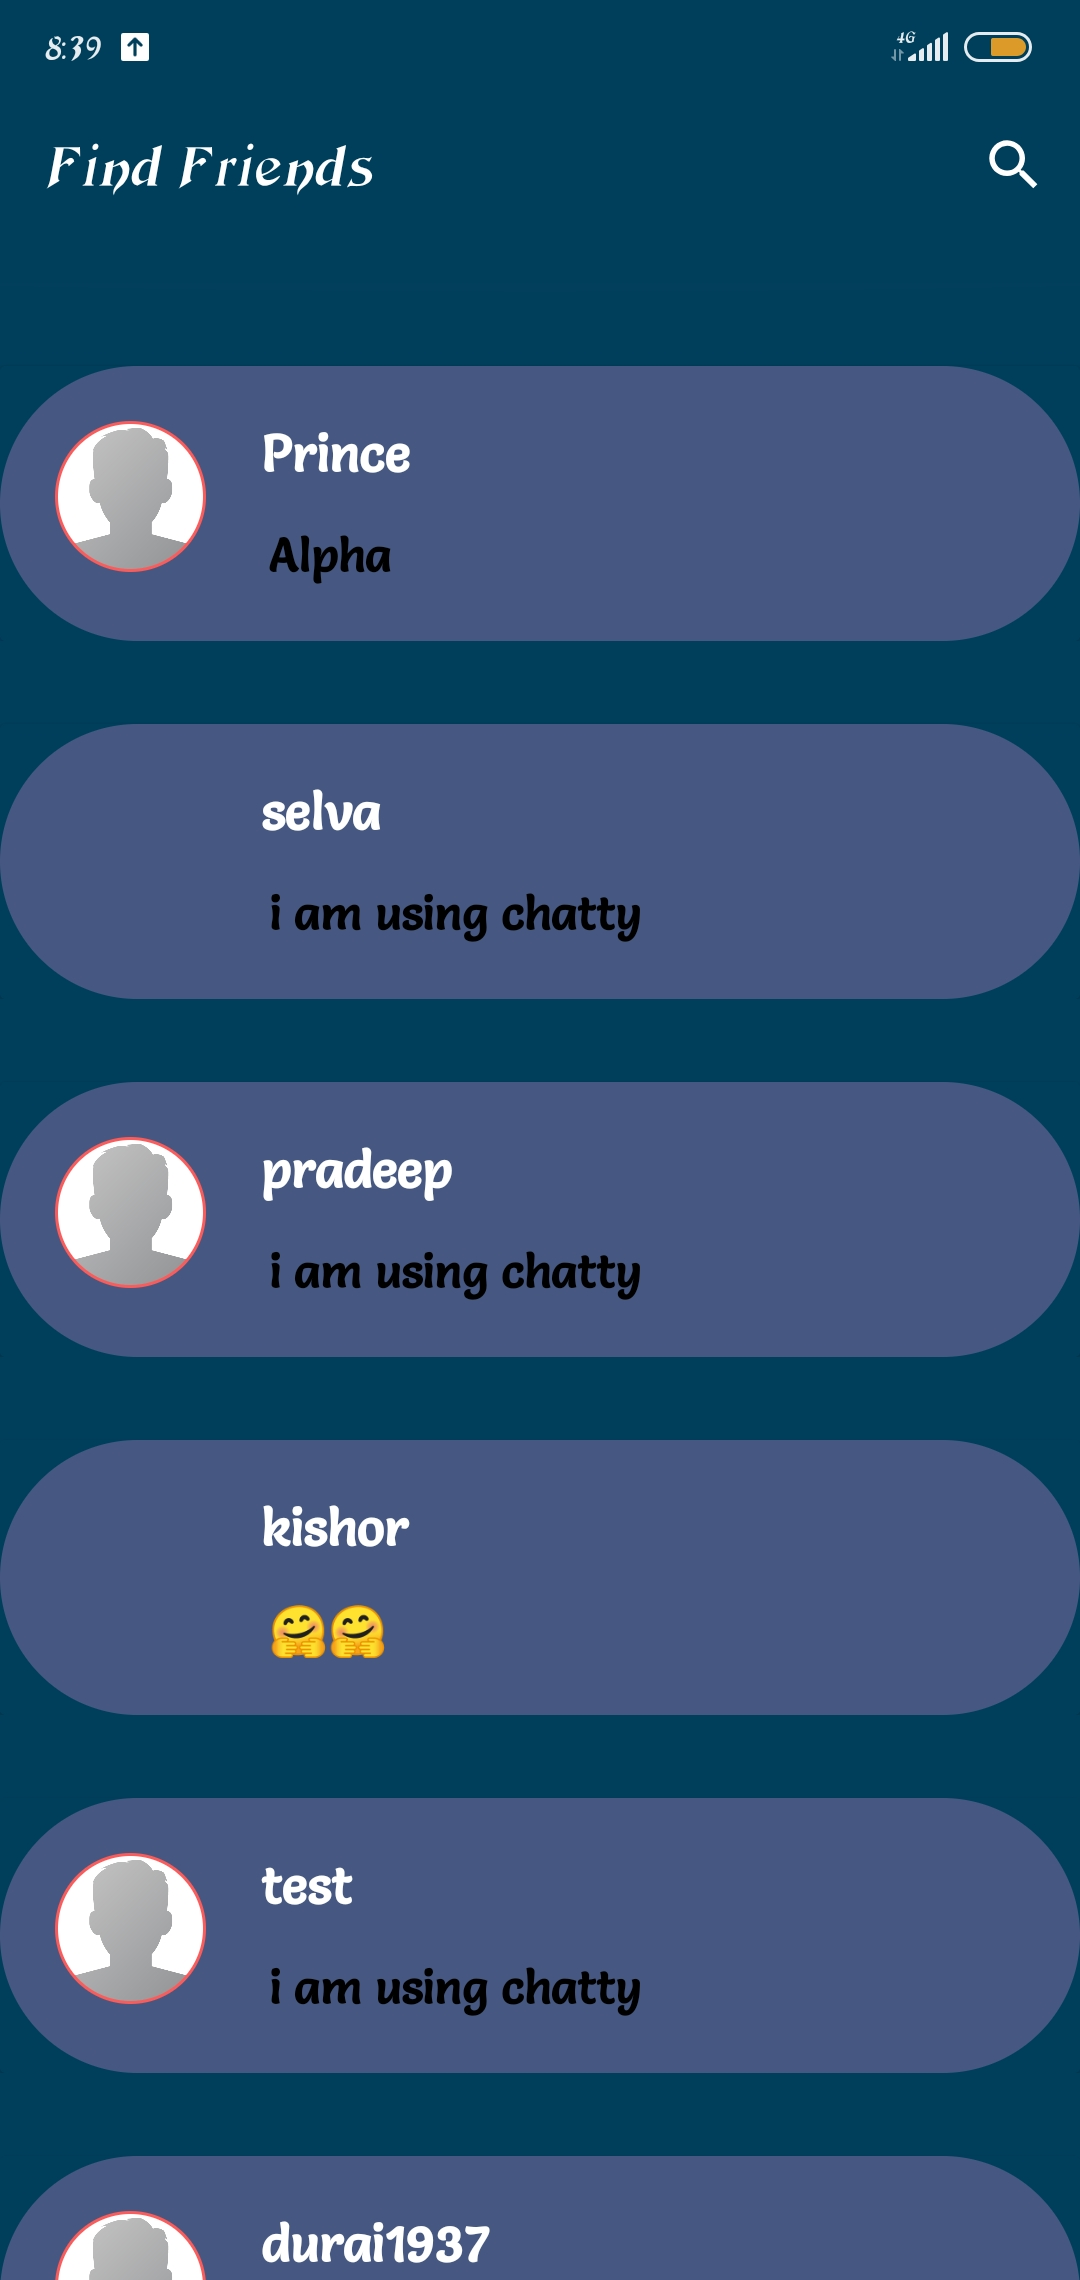 8:39
4G
Find Friends
Prince
Alpha
selva
i am using chatty
pradeep
i am using chatty
kishor
🤗🤗
test
i am using chatty
durai1937